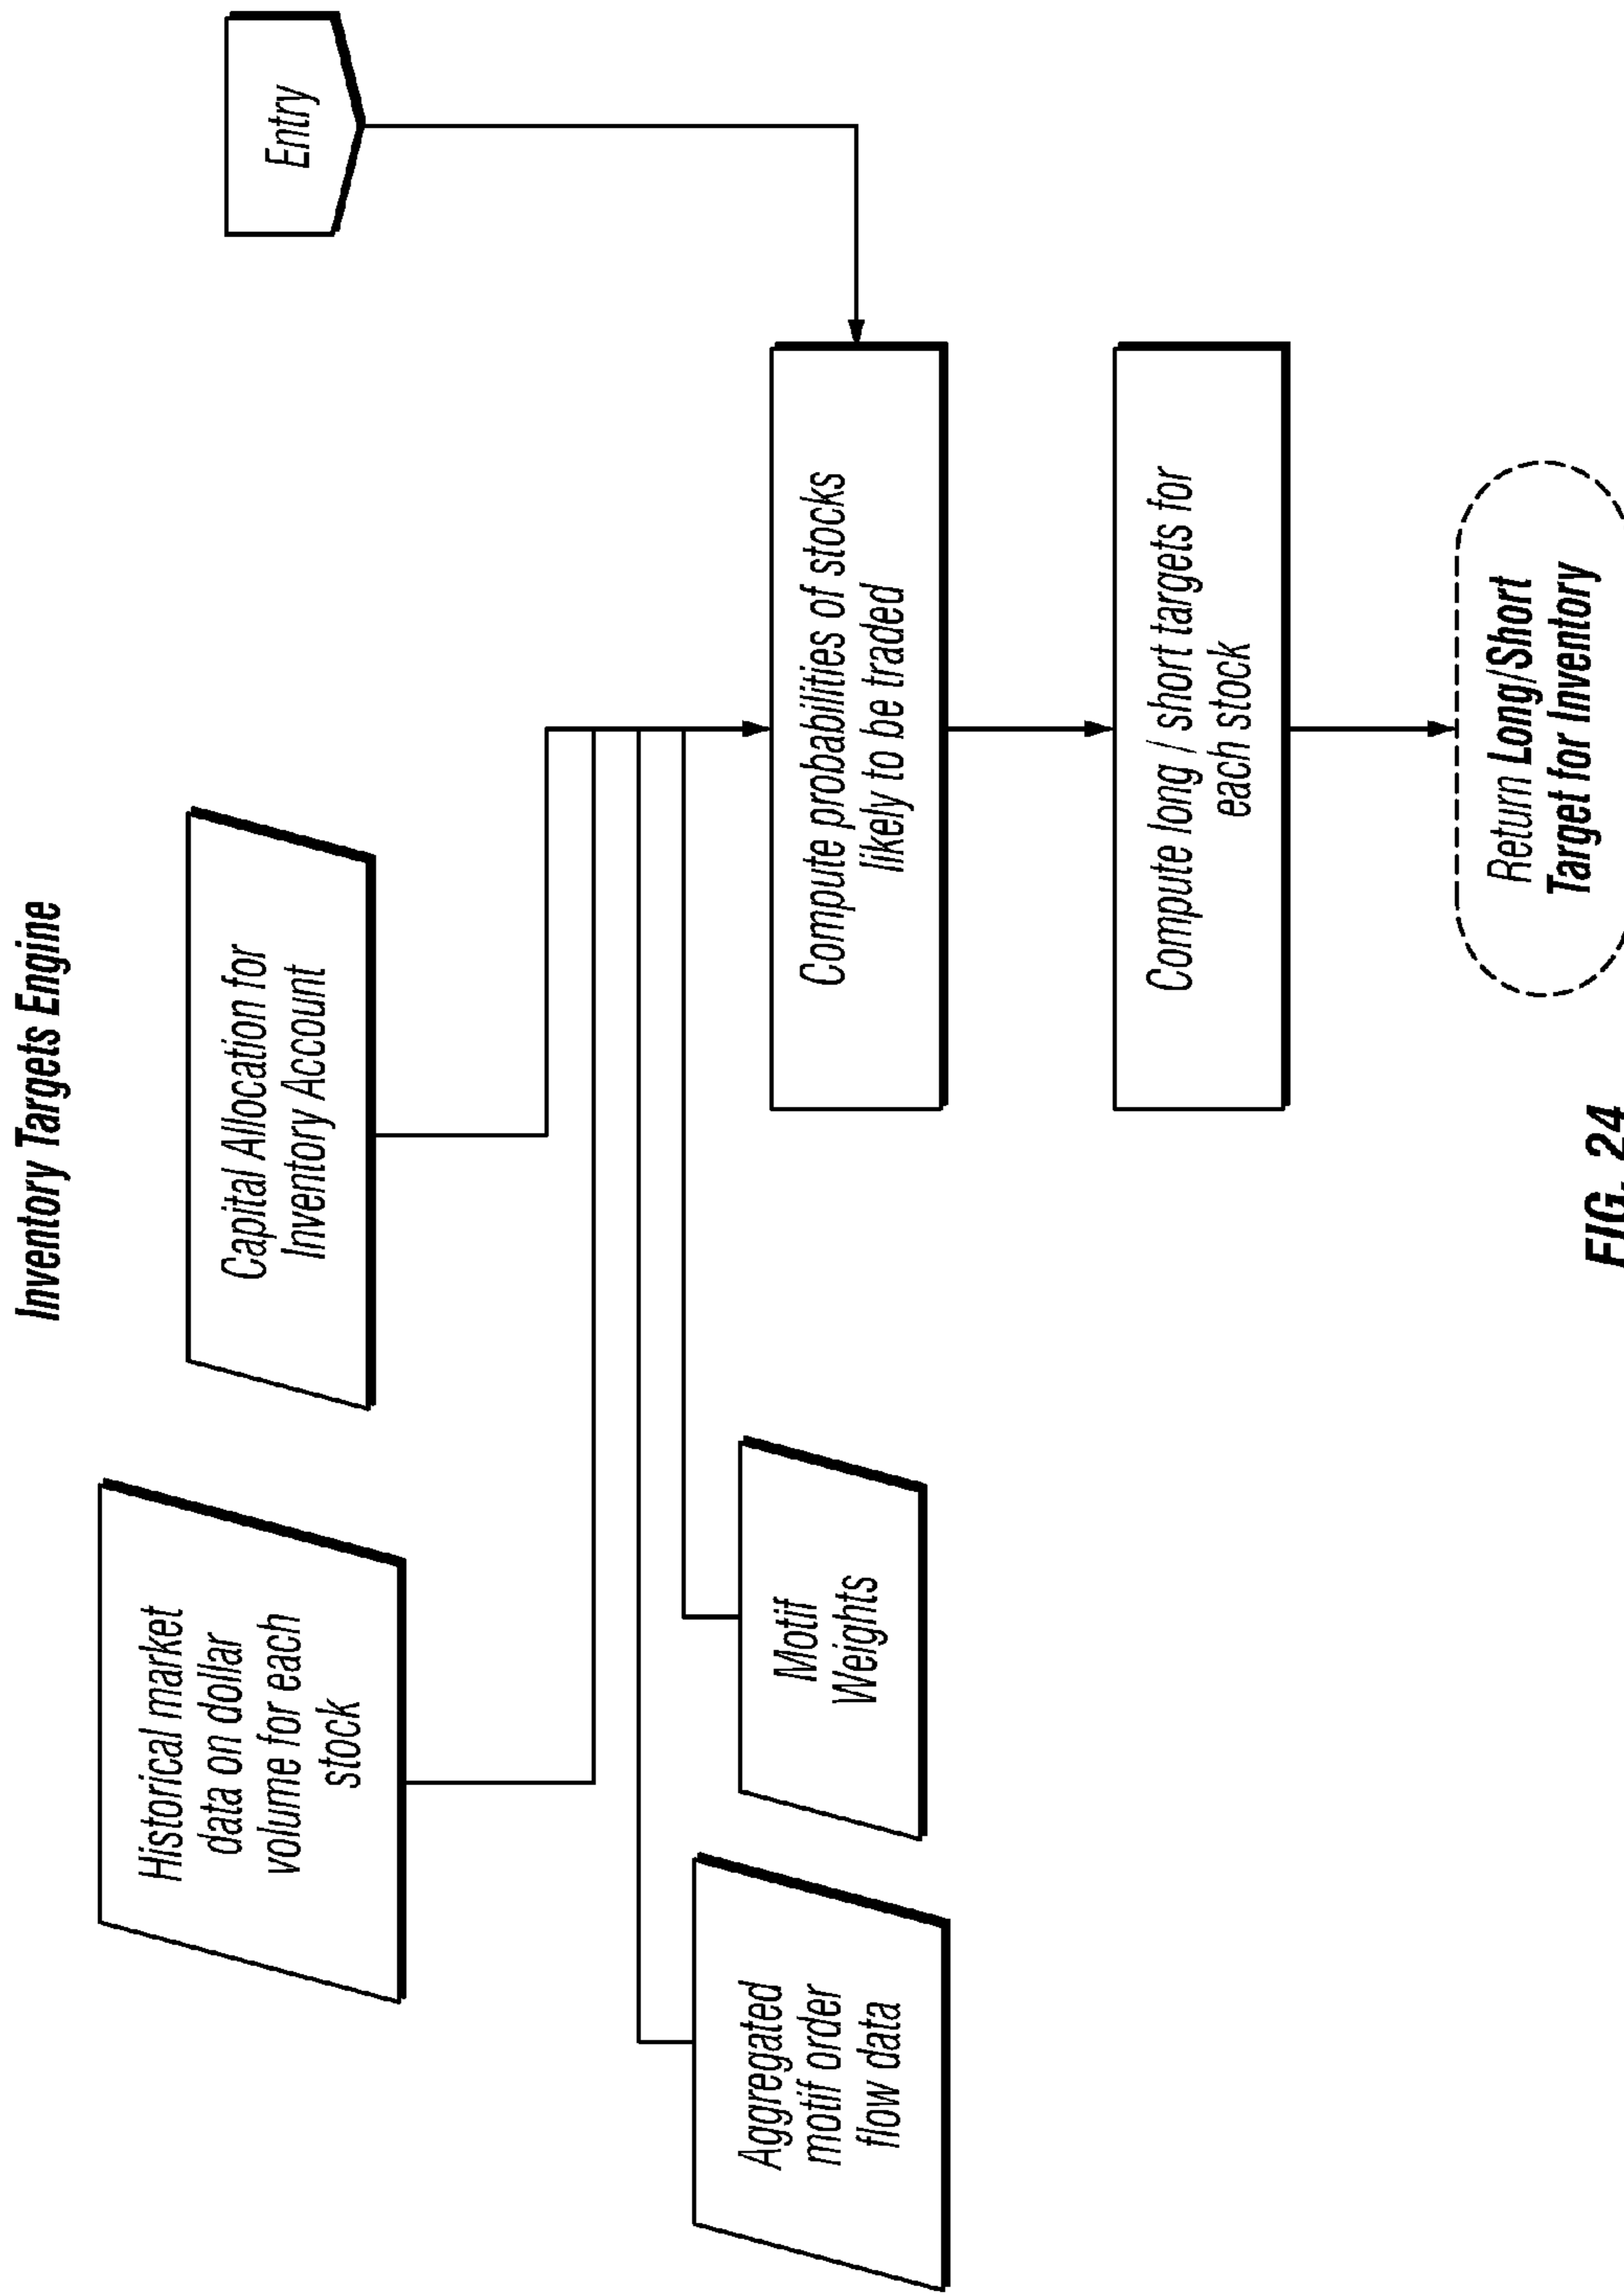 Inventory Targets Engine
Historical market
data on dollar
volume for each
stock
Capital Allocation for
Inventory Account
Entry
Aggregated
motif order
flow data
Motif
Weights
Compute probabilities of stocks
likely to be traded
Compute long / short targets for
each stock
Return Long/Short
Target for Inventory
FIG. 24